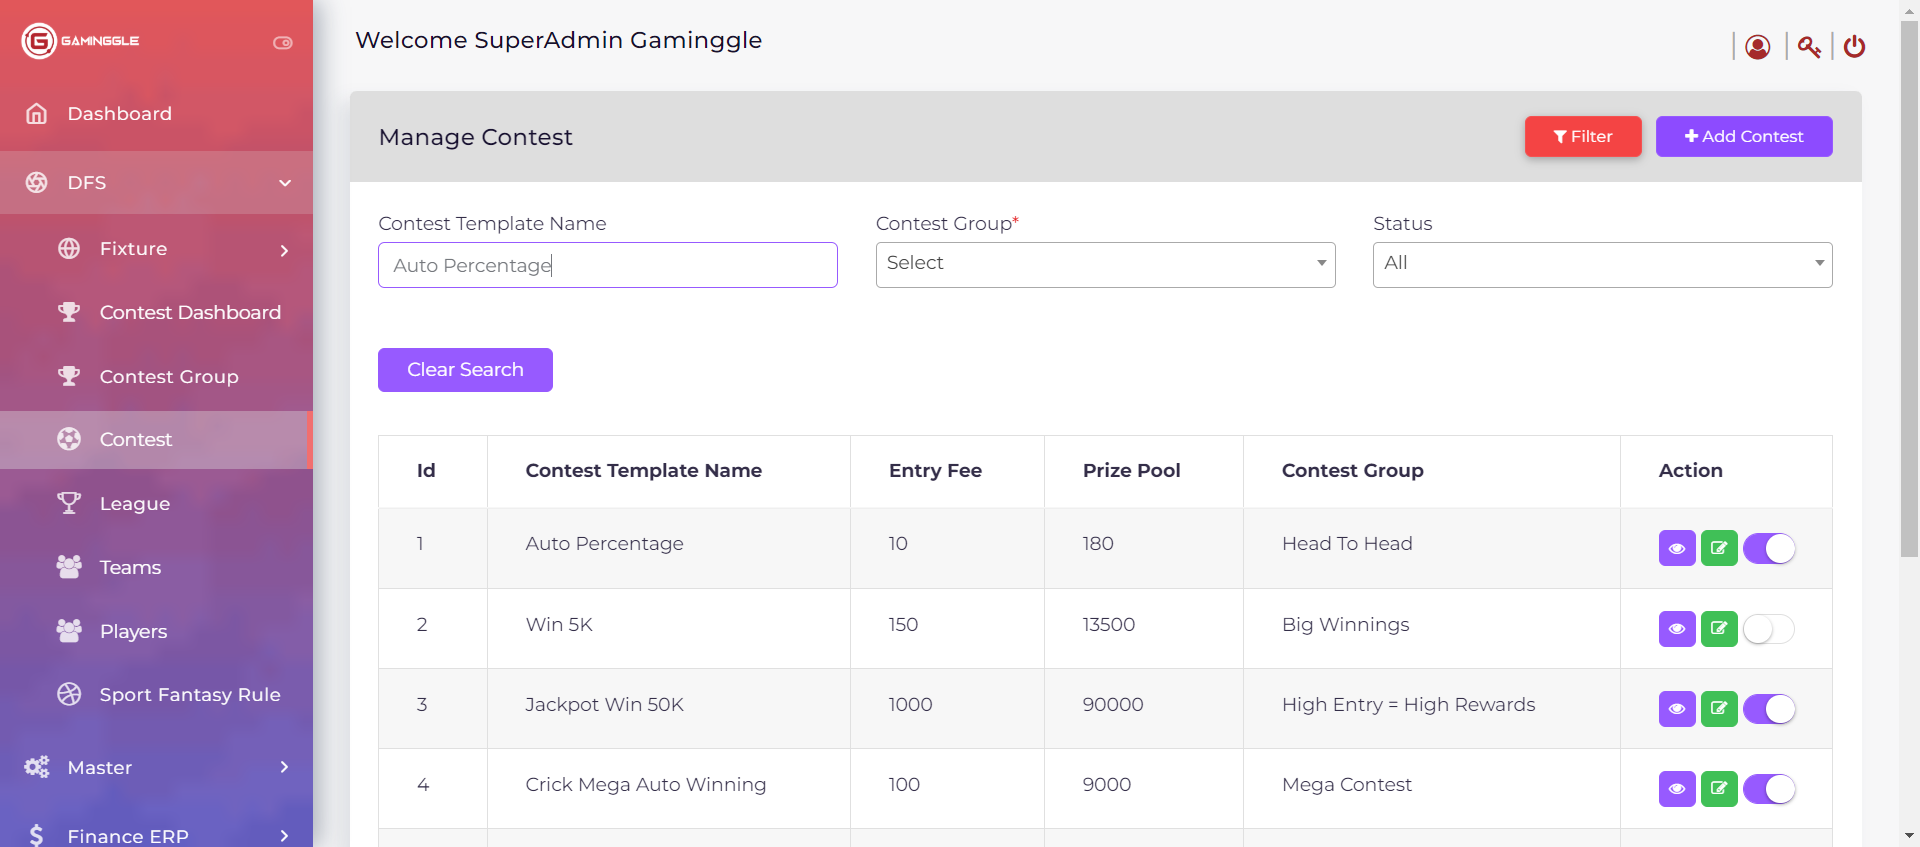 GAMINGGLE
Welcome SuperAdmin Gaminggle
Dashboard
DFS
Fixture
Contest Dashboard
Contest Group
Contest
League
Teams
Players
Sport Fantasy Rule
Master
Finance ERP
Manage Contest
Filter
Add Contest
Contest Template Name
Contest Group*
Status
Auto Percentage
Select
All
Clear Search
Id Contest Template Name Entry Fee Prize Pool Contest Group Action
1 Auto Percentage 10 180 Head To Head
2 Win 5K 150 13500 Big Winnings
3 Jackpot Win 50K 1000 90000 High Entry = High Rewards
4 Crick Mega Auto Winning 100 9000 Mega Contest